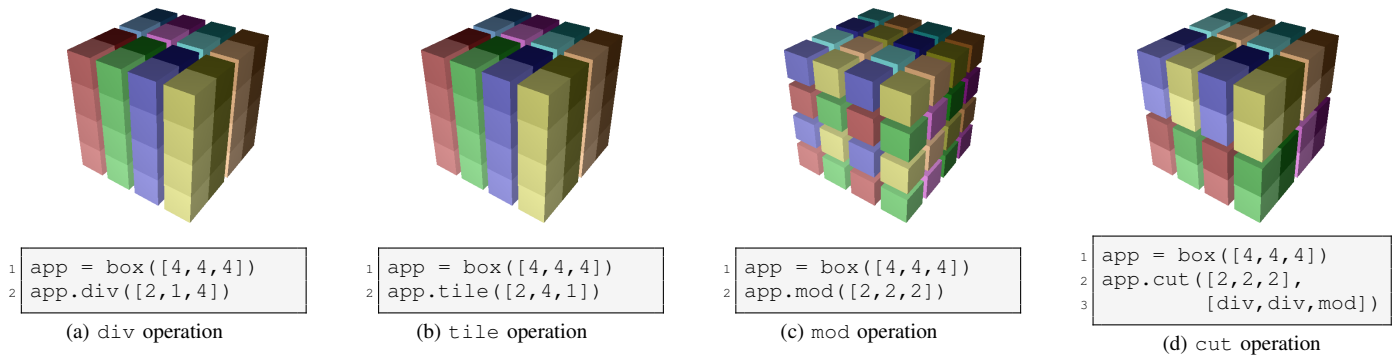 1 app = box([4,4,4])
2 app.div([2,1,4])
(a) div operation
1 app = box([4,4,4])
2 app.tile([2,4,1])
(b) tile operation
1 app = box([4,4,4])
2 app.mod([2,2,2])
(c) mod operation
1 app = box([4,4,4])
2 app.cut([2,2,2],
3 [div,div,mod])
(d) cut operation